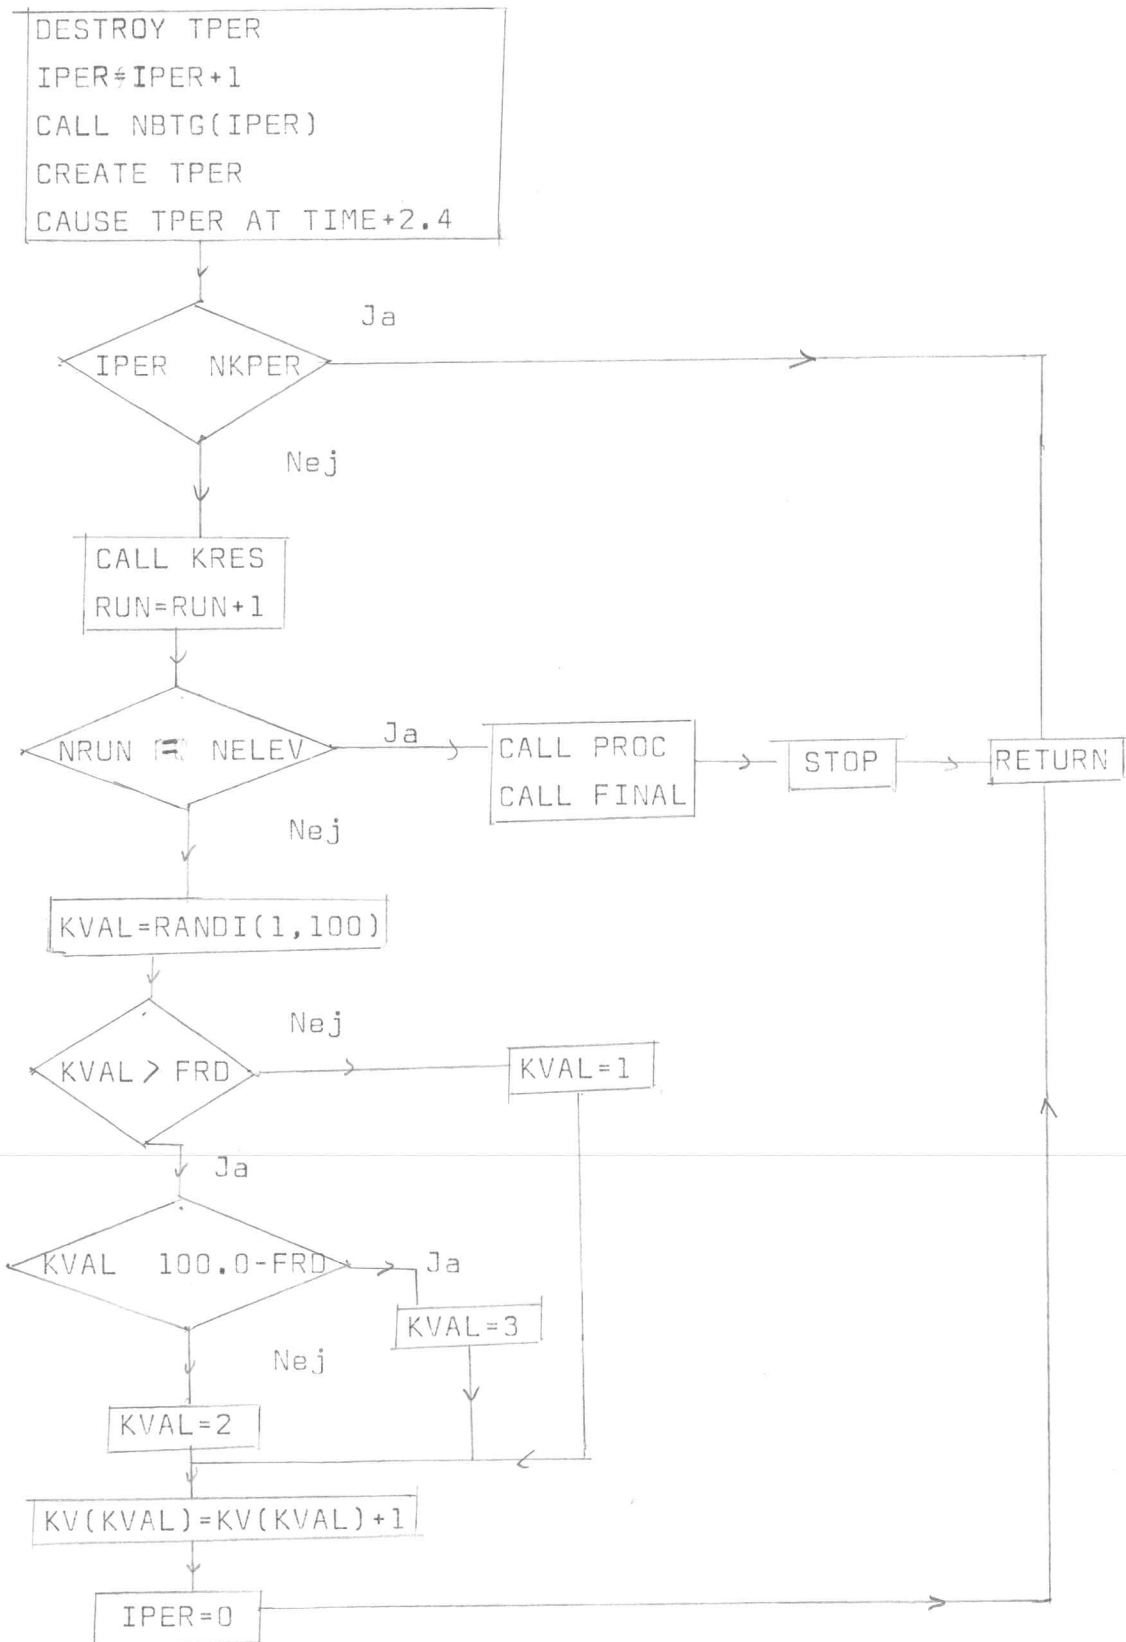 DESTROY TPER
IPER=IPER+1
CALL NBTG(IPER)
CREATE TPER
CAUSE TPER AT TIME+2.4
Ja
IPER NKPER
Nej
CALL KRES
RUN=RUN+1
NRUN = NELEV
Ja
CALL PROC
CALL FINAL
STOP
RETURN
Nej
KVAL=RANDI(1,100)
Nej
KVAL > FRD
KVAL=1
Ja
KVAL 100.0-FRD
Ja
KVAL=3
Nej
KVAL=2
KV(KVAL)=KV(KVAL)+1
IPER=0